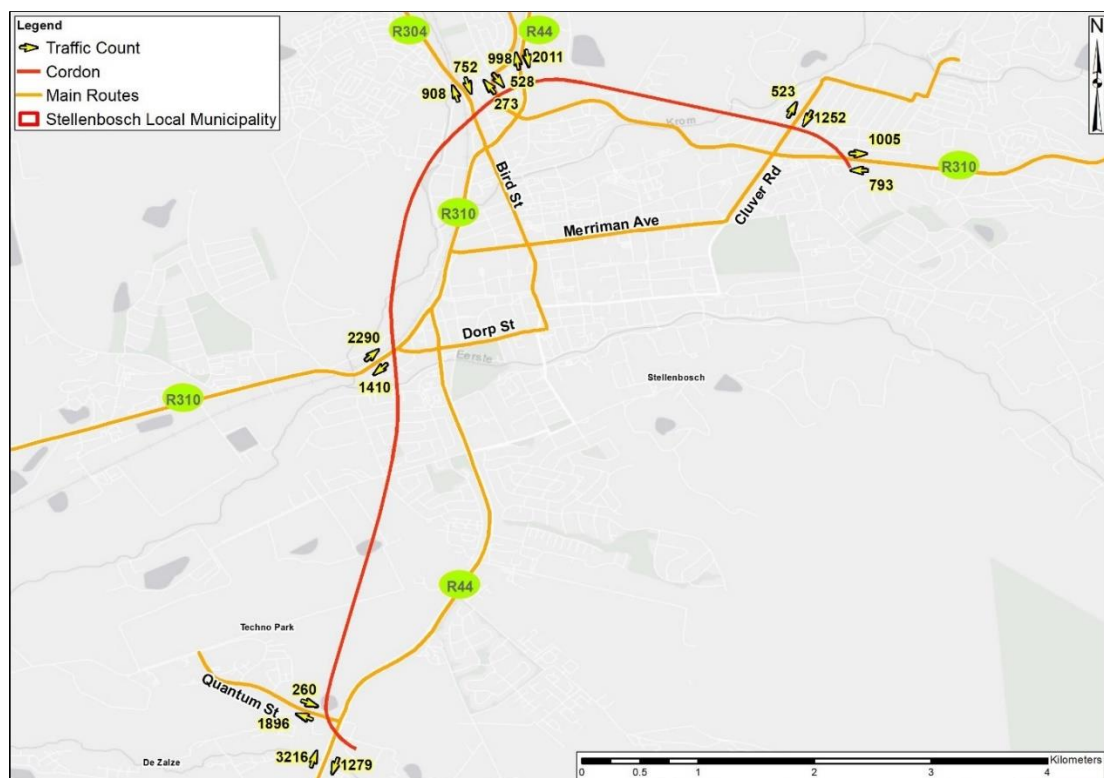 Legend
Traffic Count
Cordon
Main Routes
Stellenbosch Local Municipality
R304
R44
N
752
998
2011
908
528
273
523
1252
Krom
1005
R310
793
Bird St
R310
Cluver Rd
Merriman Ave
2290
Dorp St
Eerste
1410
R310
Stellenbosch
R44
Techno Park
Quantum St
260
1896
De Zalze
3216
1279
Kilometers
0 0.5 1 2 3 4